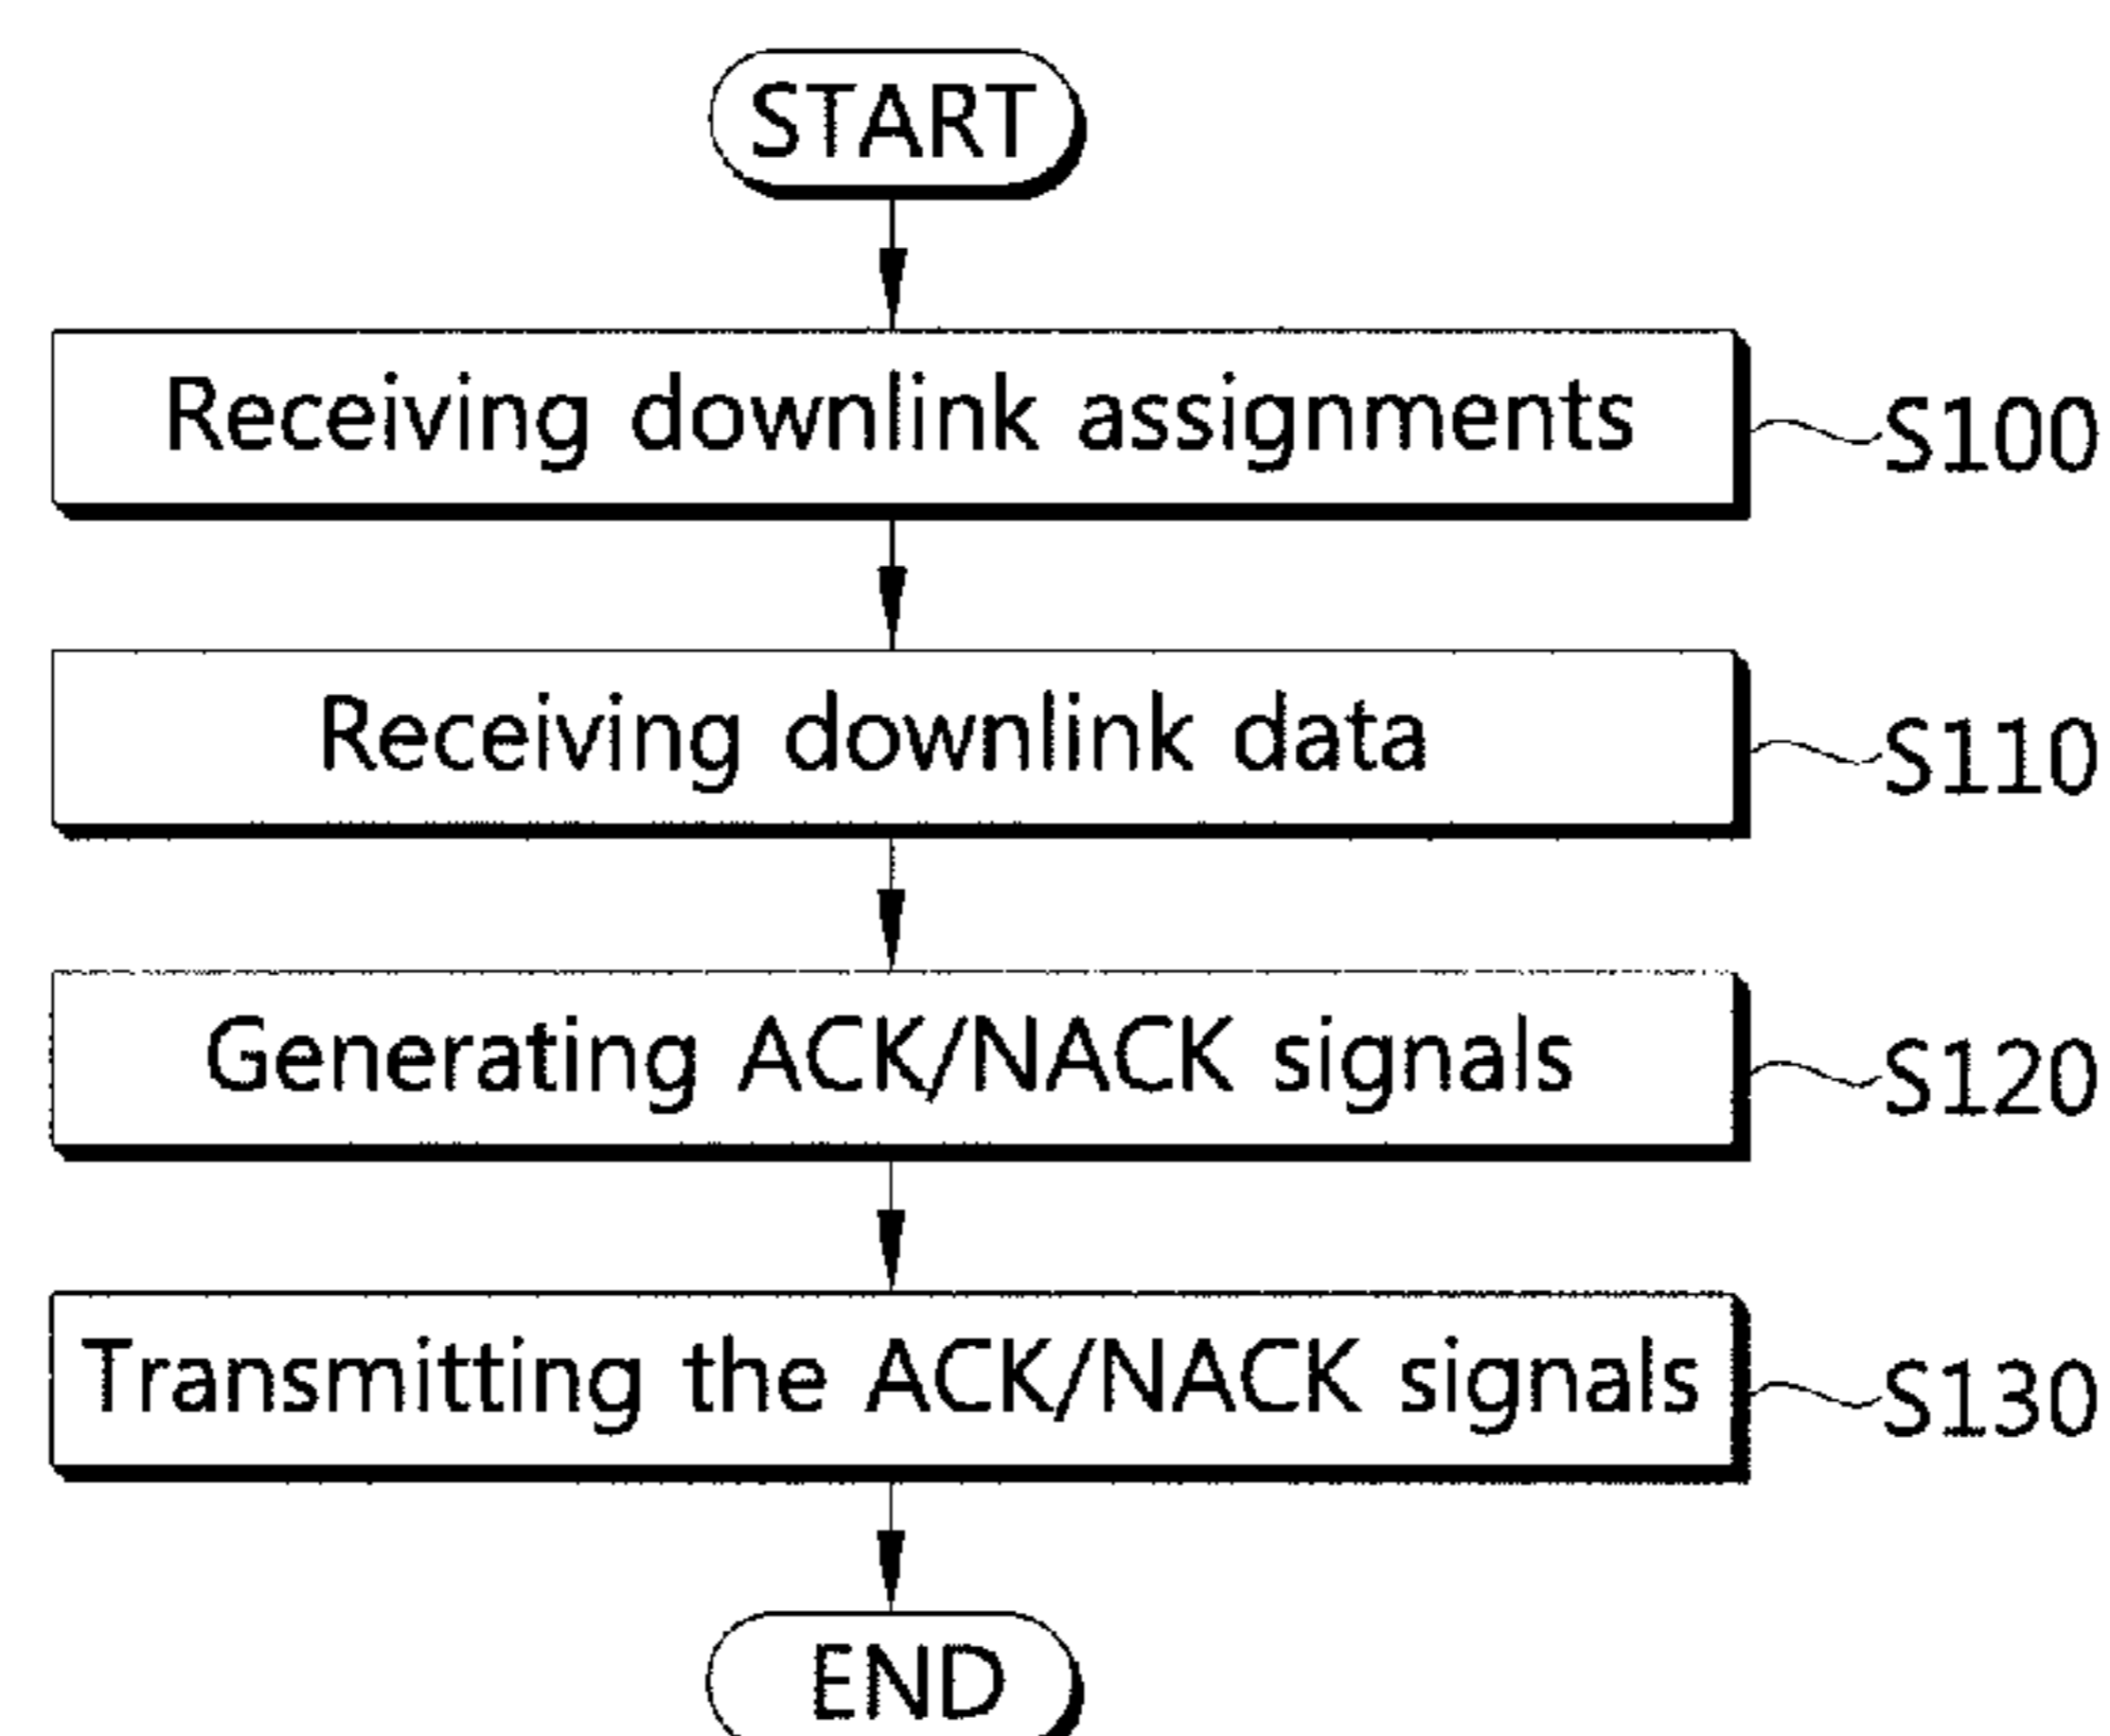 START
Receiving downlink assignments
S100
Receiving downlink data
S110
Generating ACK/NACK signals
S120
Transmitting the ACK/NACK signals
S130
END